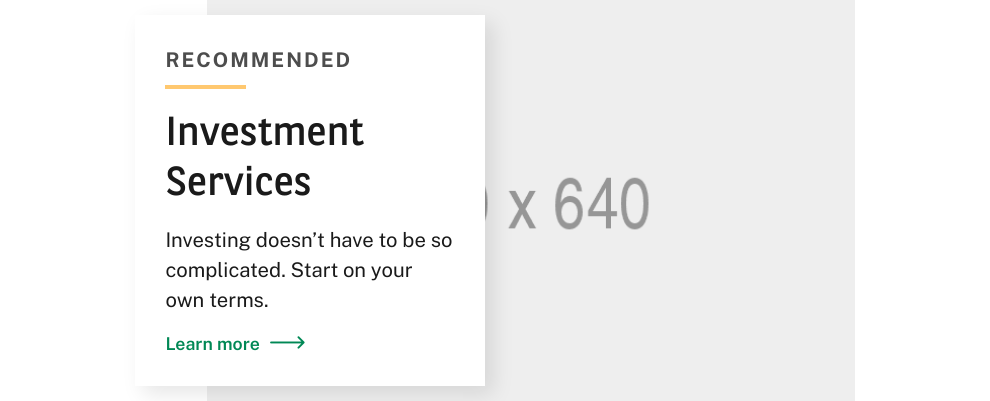 RECOMMENDED
Investment
Services
Investing doesn’t have to be so
complicated. Start on your
own terms.
Learn more
x 640